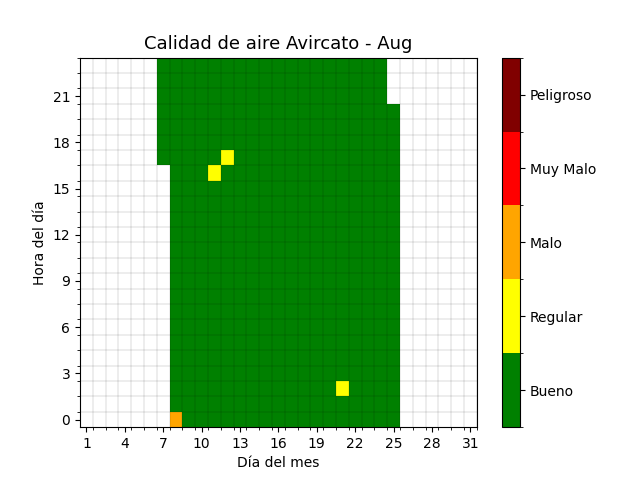 Calidad de aire Avircato - Aug
21
18
15
12
9
6
3
0
Hora del día
1 4 7 10 13 16 19 22 25 28 31
Día del mes
Peligroso
Muy Malo
Malo
Regular
Bueno